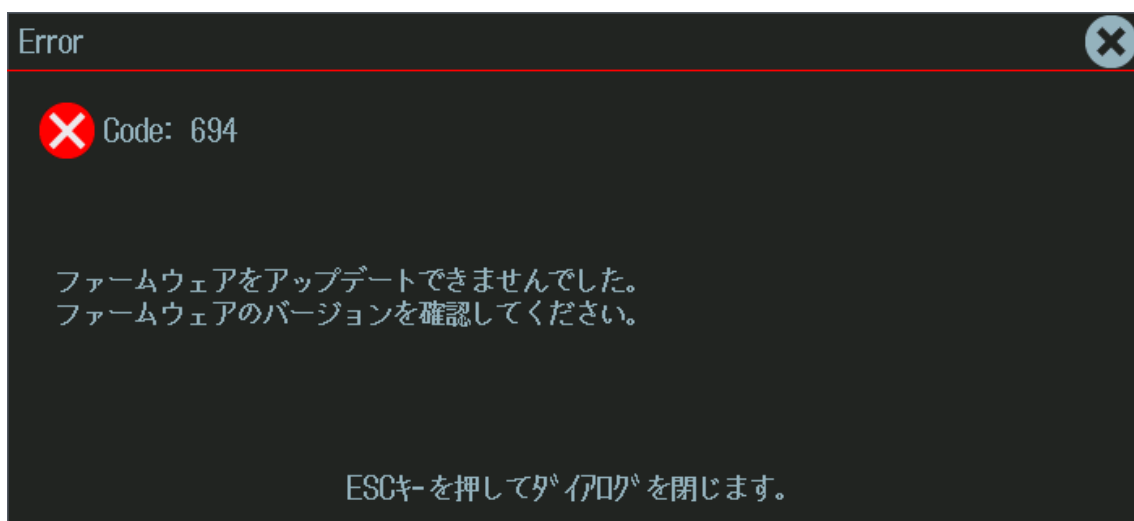 Error
Code: 694
ファームウェアをアップデートできませんでした。
ファームウェアのバージョンを確認してください。
ESCｷｰを押してﾀﾞｲｱﾛｸﾞを閉じます。